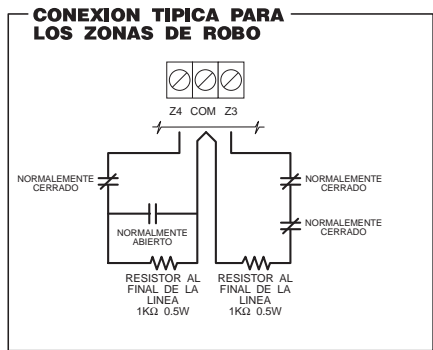 CONEXION TIPICA PARA
LOS ZONAS DE ROBO
Z4 COM Z3
NORMALEMENTE
CERRADO
NORMALMENTE
ABIERTO
NORMALEMENTE
CERRADO
NORMALEMENTE
CERRADO
RESISTOR AL
FINAL DE LA
LINEA
1KΩ 0.5W
RESISTOR AL
FINAL DE LA
LINEA
1KΩ 0.5W